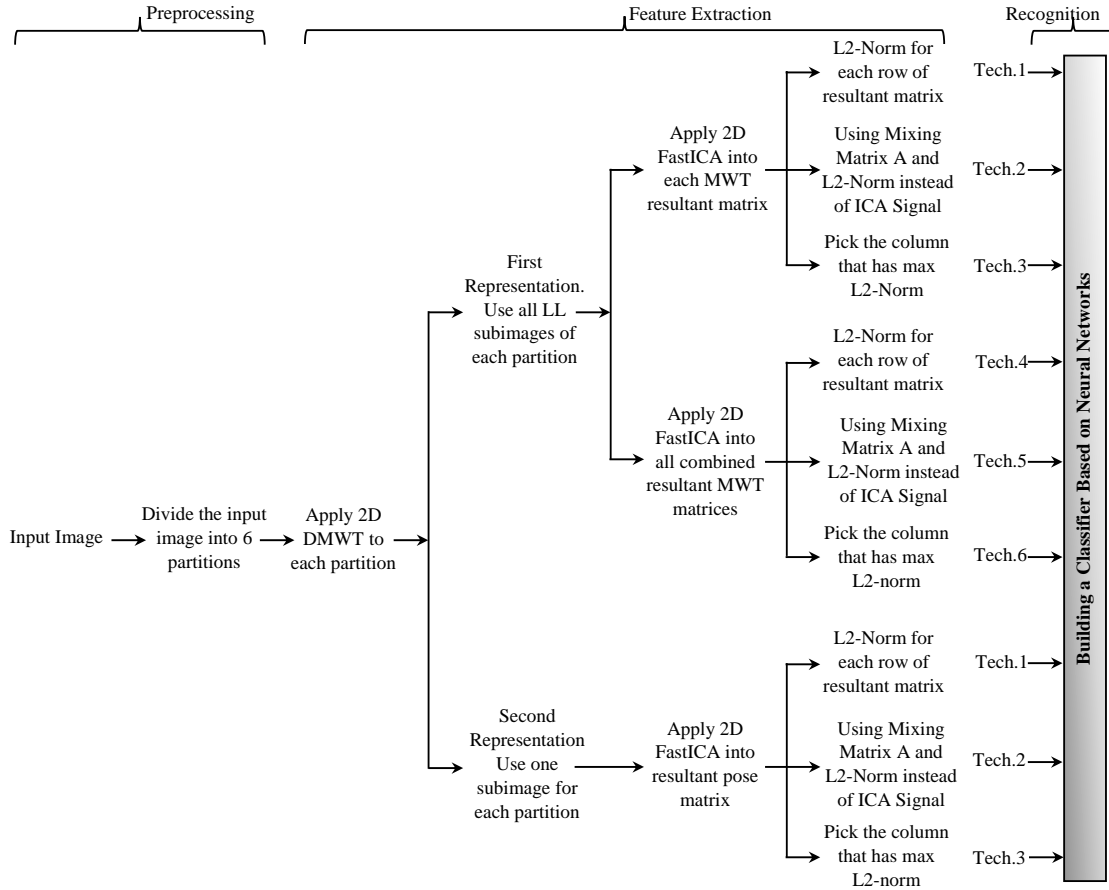 Preprocessing
Feature Extraction
Recognition
Input Image
Divide the input
image into 6
partitions
Apply 2D
DMWT to
each partition
First
Representation.
Use all LL
subimages of
each partition
Apply 2D
FastICA into
each MWT
resultant matrix
L2-Norm for
each row of
resultant matrix
Tech.1
Using Mixing
Matrix A and
L2-Norm instead
of ICA Signal
Tech.2
Pick the column
that has max
L2-Norm
Tech.3
Apply 2D
FastICA into
all combined
resultant MWT
matrices
L2-Norm for
each row of
resultant matrix
Tech.4
Using Mixing
Matrix A and
L2-Norm instead
of ICA Signal
Tech.5
Pick the column
that has max
L2-norm
Tech.6
Second
Representation
Use one
subimage for
each partition
Apply 2D
FastICA into
resultant pose
matrix
L2-Norm for
each row of
resultant matrix
Tech.1
Using Mixing
Matrix A and
L2-Norm instead
of ICA Signal
Tech.2
Pick the column
that has max
L2-norm
Tech.3
Building a Classifier Based on Neural Networks